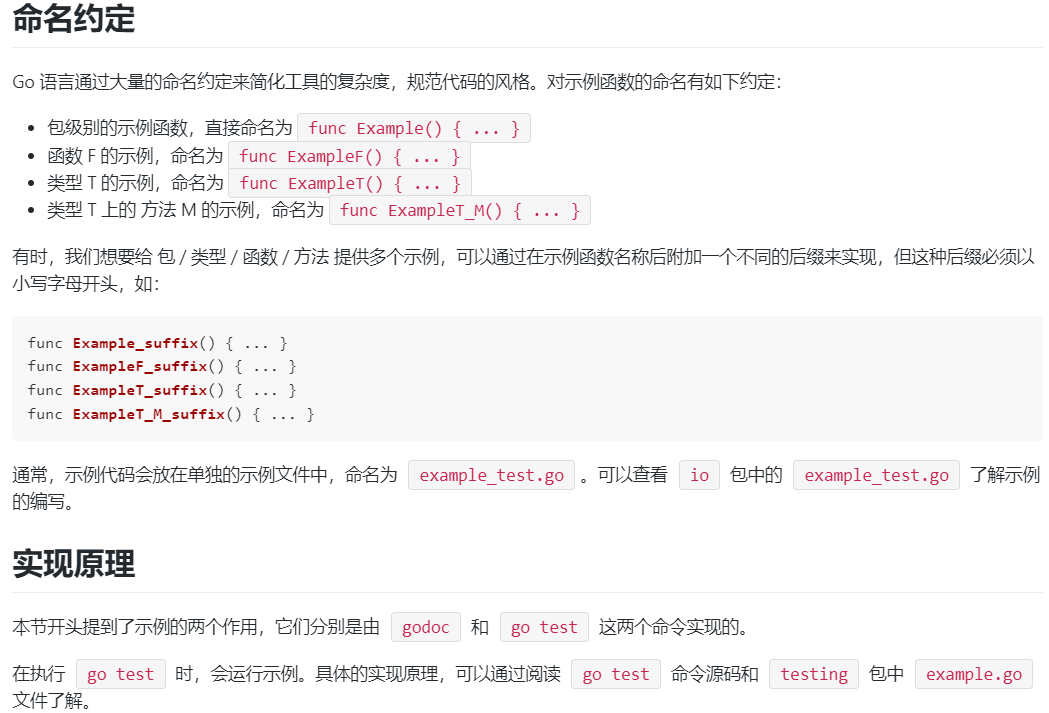 命名约定
Go 语言通过大量的命名约定来简化工具的复杂度，规范代码的风格。对示例函数的命名有如下约定：
• 包级别的示例函数，直接命名为 func Example() { ... }
• 函数 F 的示例，命名为 func ExampleF() { ... }
• 类型 T 的示例，命名为 func ExampleT() { ... }
• 类型 T 上的 方法 M 的示例，命名为 func ExampleT_M() { ... }
有时，我们想要给 包 / 类型 / 函数 / 方法 提供多个示例，可以通过在示例函数名称后附加一个不同的后缀来实现，但这种后缀必须以
小写字母开头，如：
func Example_suffix() { ... }
func ExampleF_suffix() { ... }
func ExampleT_suffix() { ... }
func ExampleT_M_suffix() { ... }
通常，示例代码会放在单独的示例文件中，命名为 example_test.go 。可以查看 io 包中的 example_test.go 了解示例
的编写。
实现原理
本节开头提到了示例的两个作用，它们分别是由 godoc 和 go test 这两个命令实现的。
在执行 go test 时，会运行示例。具体的实现原理，可以通过阅读 go test 命令源码和 testing 包中 example.go
文件了解。